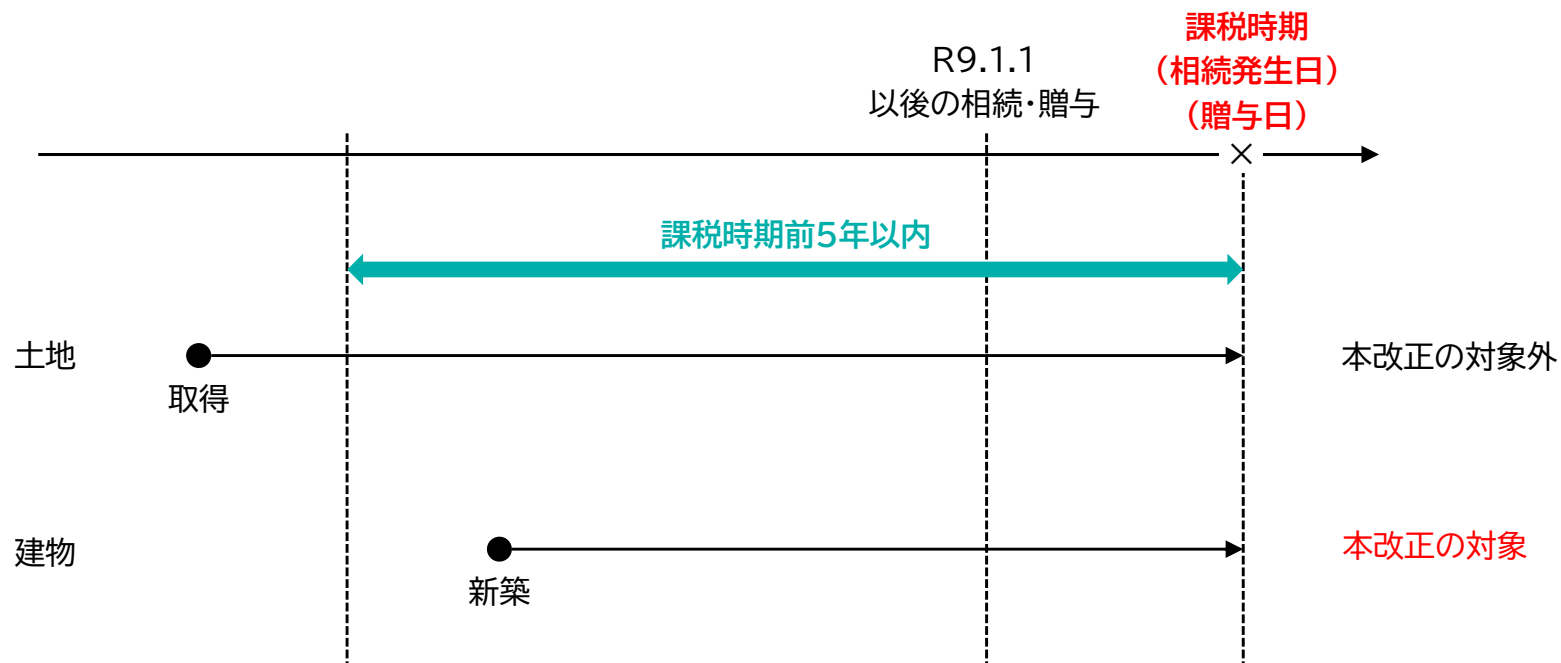 課税時期
（相続発生日）
（贈与日）
R9.1.1
以後の相続・贈与
課税時期前5年以内
土地
取得
本改正の対象外
建物
新築
本改正の対象